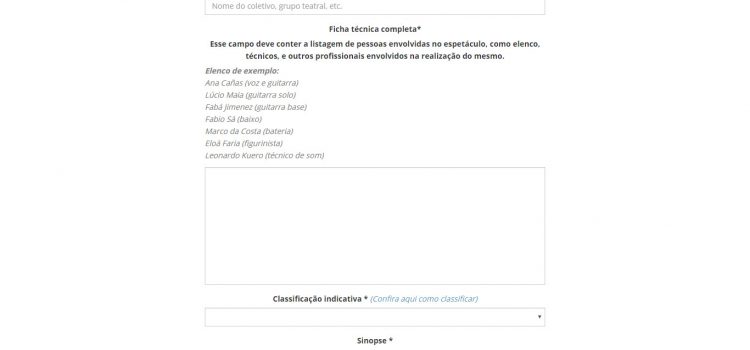 Nome do coletivo, grupo teatral, etc.
Ficha técnica completa*
Esse campo deve conter a listagem de pessoas envolvidas no espetáculo, como elenco,
técnicos, e outros profissionais envolvidos na realização do mesmo.
Elenco de exemplo:
Ana Cañas (voz e guitarra)
Lúcio Maia (guitarra solo)
Fabá Jimenez (guitarra base)
Fabio Sá (baixo)
Marco da Costa (bateria)
Eloá Faria (figurinista)
Leonardo Kuero (técnico de som)
Classificação indicativa * (Confira aqui como classificar)
Sinopse *